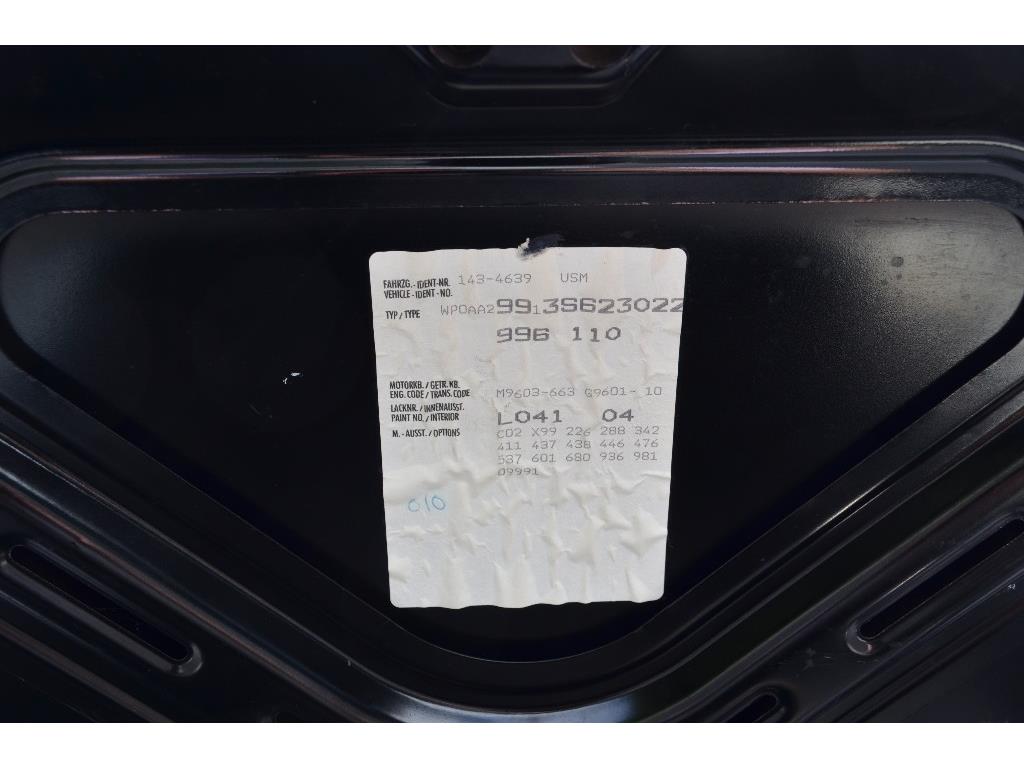 FAHRZG.-IDENT-NR. 143-4639 USM
VEHICLE-IDENT-NO.
TYP / TYPE WP0AA2993S623022
996 110
MOTORKB. / GETR. KB.
ENG. CODE / TRANS. CODE M9603-663 G9601- 10
LACKNR. / INNENAUSST.
PAINT NO. / INTERIOR L041 04
M.-AUSST. / OPTIONS C02 X99 226 288 342
411 437 438 446 476
537 601 680 936 981
09991
010